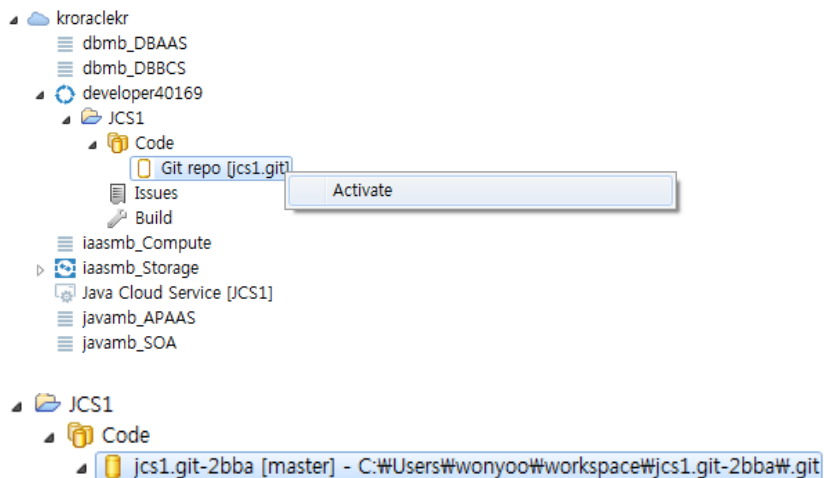 kroraclekr
dbmb_DBAAS
dbmb_DBBCS
developer40169
JCS1
Code
Git repo [jcs1.git]
Activate
Issues
Build
iaasmb_Compute
iaasmb_Storage
Java Cloud Service [JCS1]
javamb_APAAS
javamb_SOA
JCS1
Code
jcs1.git-2bba [master] - C:₩Users₩wonyoo₩workspace₩jcs1.git-2bba₩.git